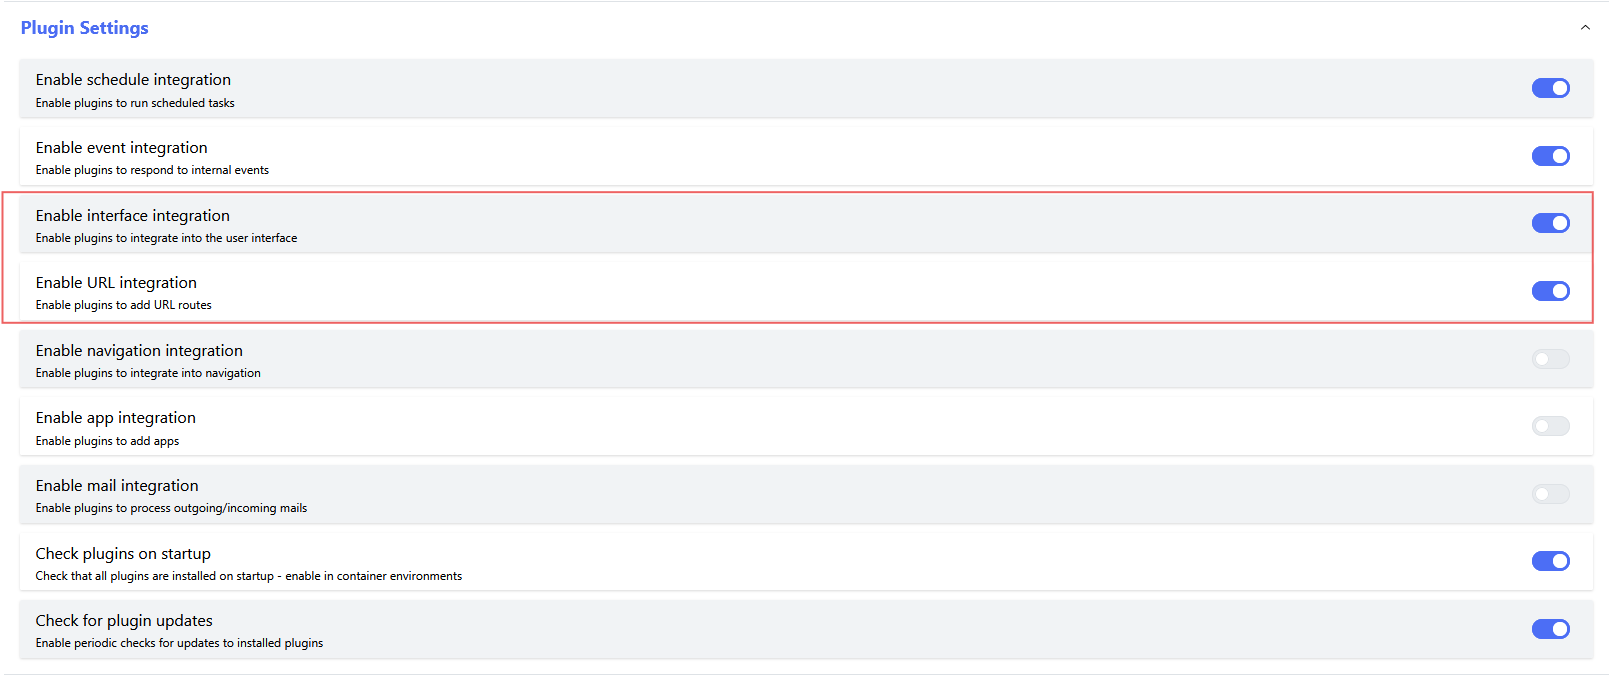 Plugin Settings
Enable schedule integration
Enable plugins to run scheduled tasks
Enable event integration
Enable plugins to respond to internal events
Enable interface integration
Enable plugins to integrate into the user interface
Enable URL integration
Enable plugins to add URL routes
Enable navigation integration
Enable plugins to integrate into navigation
Enable app integration
Enable plugins to add apps
Enable mail integration
Enable plugins to process outgoing/incoming mails
Check plugins on startup
Check that all plugins are installed on startup - enable in container environments
Check for plugin updates
Enable periodic checks for updates to installed plugins